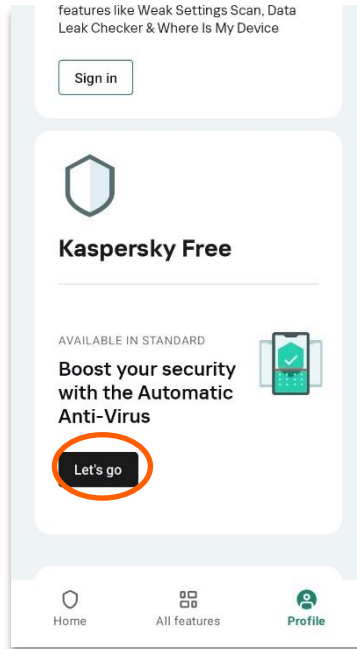 features like Weak Settings Scan, Data
Leak Checker & Where Is My Device
Sign in
Kaspersky Free
AVAILABLE IN STANDARD
Boost your security
with the Automatic
Anti-Virus
Let's go
Home
All features
Profile